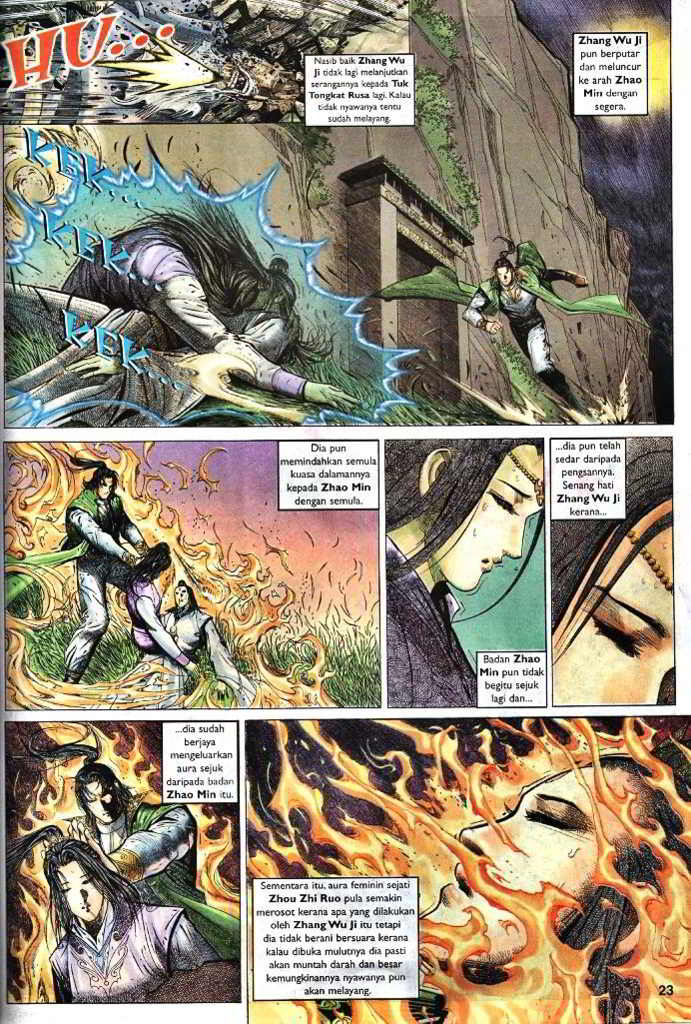 HU...
Nasib baik Zhang Wu
Ji tidak lagi melanjutkan
serangannya kepada Tuk
Tongkat Rusa lagi. Kalau
tidak nyawanya tentu
sudah melayang.
Zhang Wu Ji
pun berputar
dan meluncur
ke arah Zhao
Min dengan
segera.
KEK...
KEK...
KEK...
KEK...
KEK...
Dia pun
memindahkan semula
kuasa dalamannya
kepada Zhao Min
dengan semula.
Badan Zhao
Min pun tidak
begitu sejuk
lagi dan...
...dia pun telah
sedar daripada
pengsannya.
Senang hati
Zhang Wu Ji
kerana...
...dia sudah
berjaya
mengeluarkan
aura sejuk
daripada badan
Zhao Min itu.
Sementara itu, aura feminin sejati
Zhou Zhi Ruo pula semakin
merosot kerana apa yang dilakukan
oleh Zhang Wu Ji itu tetapi
dia tidak berani bersuara kerana
kalau dibuka mulutnya dia pasti
akan muntah darah dan besar
kemungkinannya nyawanya pun
akan melayang.
23